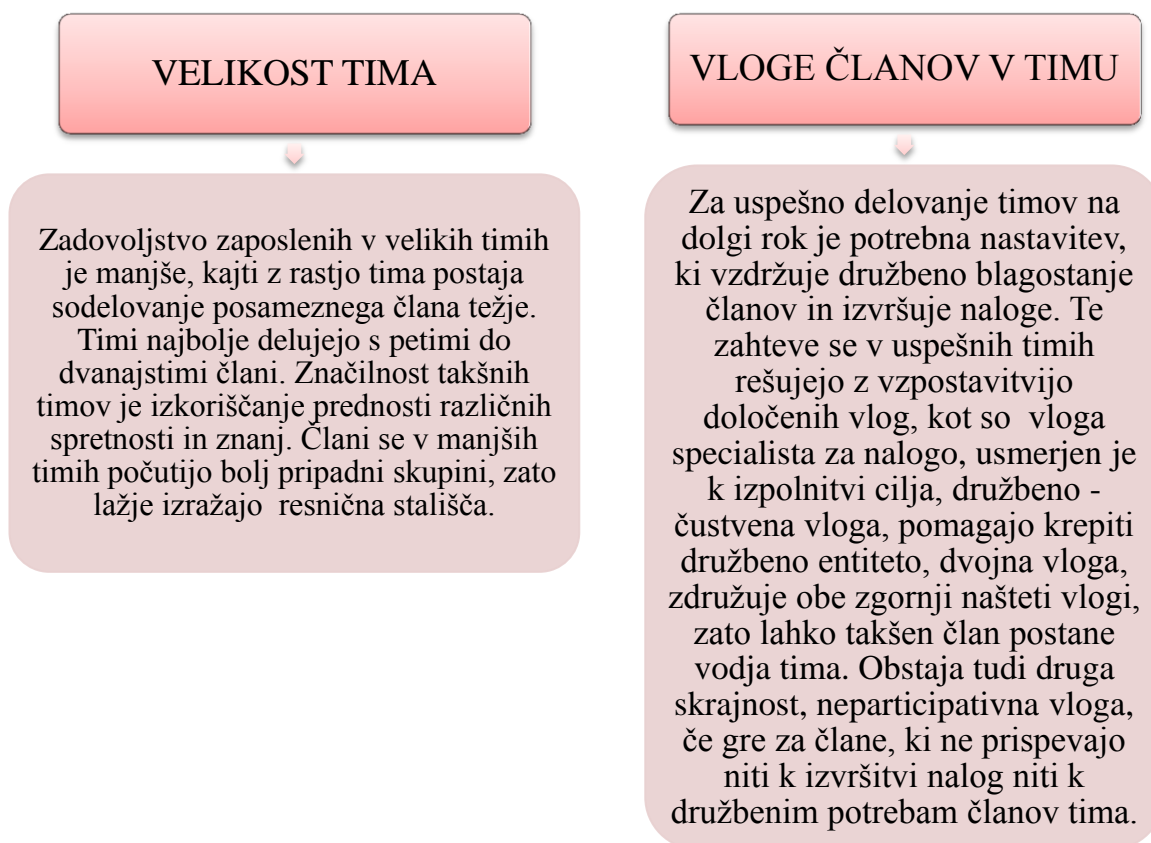 VELIKOST TIMA
Zadovoljstvo zaposlenih v velikih timih
je manjše, kajti z rastjo tima postaja
sodelovanje posameznega člana težje.
Timi najbolje delujejo s petimi do
dvanajstimi člani. Značilnost takšnih
timov je izkoriščanje prednosti različnih
spretnosti in znanj. Člani se v manjših
timih počutijo bolj pripadni skupini, zato
lažje izražajo resnična stališča.
VLOGE ČLANOV V TIMU
Za uspešno delovanje timov na
dolgi rok je potrebna nastavitev,
ki vzdržuje družbeno blagostanje
članov in izvršuje naloge. Te
zahteve se v uspešnih timih
rešujejo z vzpostavitvijo
določenih vlog, kot so vloga
specialista za nalogo, usmerjen je
k izpolnitvi cilja, družbeno -
čustvena vloga, pomagajo krepiti
družbeno entiteto, dvojna vloga,
združuje obe zgornji našteti vlogi,
zato lahko takšen član postane
vodja tima. Obstaja tudi druga
skrajnost, neparticipativna vloga,
če gre za člane, ki ne prispevajo
niti k izvršitvi nalog niti k
družbenim potrebam članov tima.